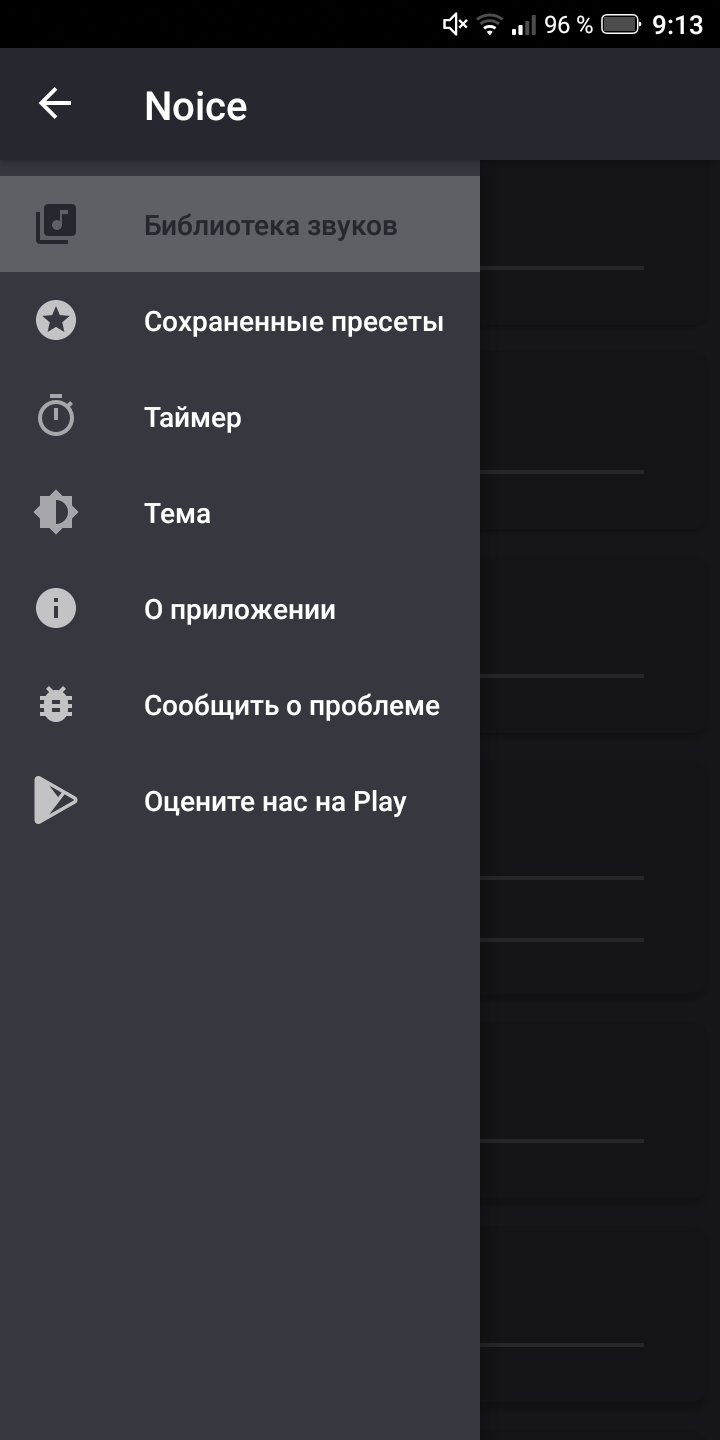 96 % 9:13
Noice
Библиотека звуков
Сохраненные пресеты
Таймер
Тема
О приложении
Сообщить о проблеме
Оцените нас на Play